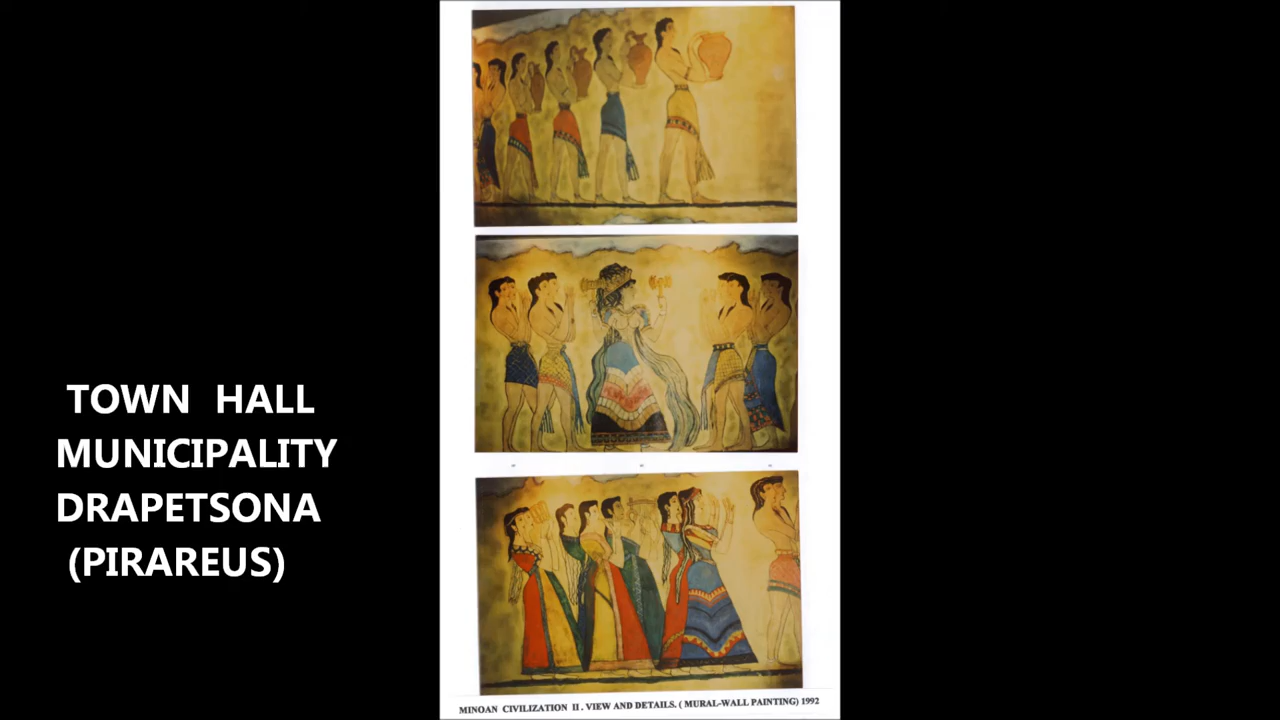 TOWN HALL
MUNICIPALITY
DRAPETSONA
(PIRAREUS)
MINOAN CIVILIZATION II. VIEW AND DETAILS. ( MURAL-WALL PAINTING) 1992